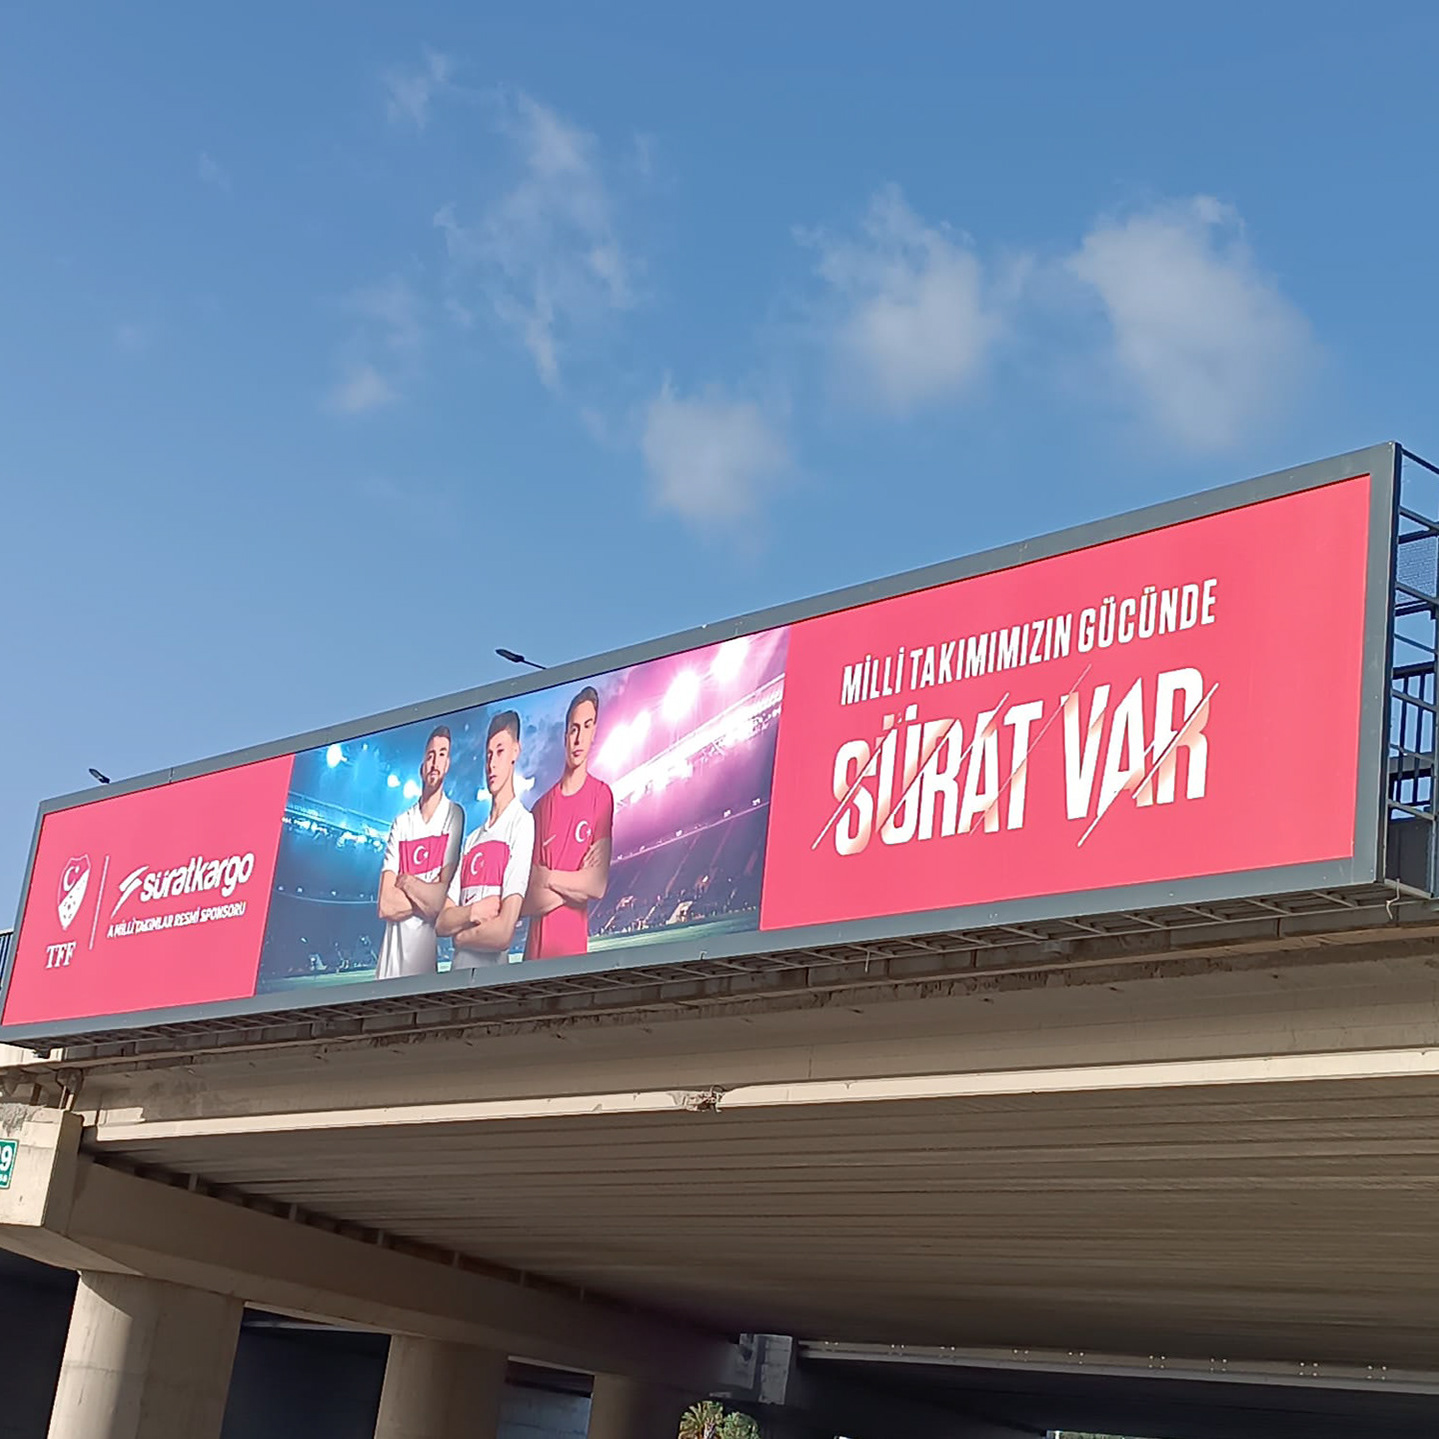 TFF
süratkargo
A MİLLİ TAKIMLAR RESMİ SPONSORU
MİLLİ TAKIMIMIZIN GÜCÜNDE
SÜRAT VAR